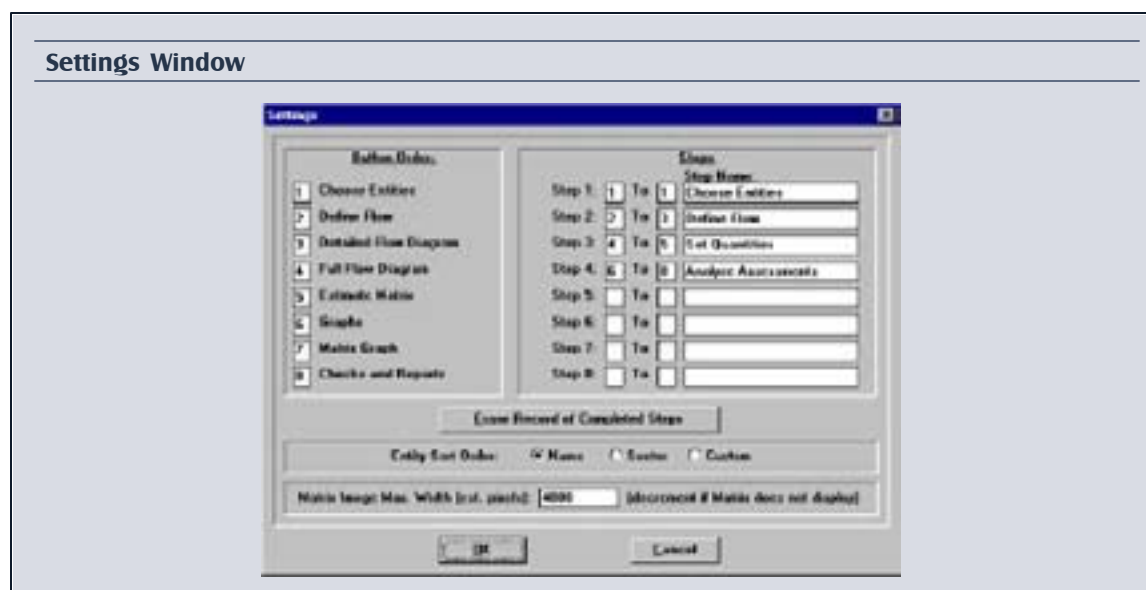 Settings Window
Settings
Button Order:
1 Choose Entities
2 Define Flow
3 Detailed Flow Diagram
4 Full Flow Diagram
5 Estimate Matrix
6 Graphs
7 Matrix Graph
8 Checks and Reports
Steps
Step Name
Step 1: 1 To 1 Choose Entities
Step 2: 2 To 3 Define Flow
Step 3: 4 To 5 Set Quantities
Step 4: 6 To 8 Analyze Assessments
Step 5: To
Step 6: To
Step 7: To
Step 8: To
Erase Record of Completed Steps
Entity Sort Order: Name Sector Custom
Matrix Image Max. Width (est. pixels): 4000 (decrement if Matrix does not display)
OK Cancel